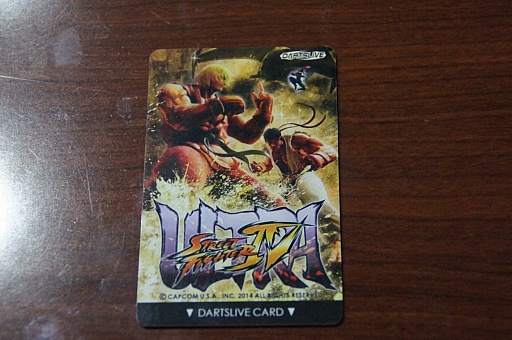 DARTSLIVE
ULTRA
STREET
FIGHTER IV
© CAPCOM U.S.A., INC. 2014 ALL RIGHTS RESERVED
▼ DARTSLIVE CARD ▼